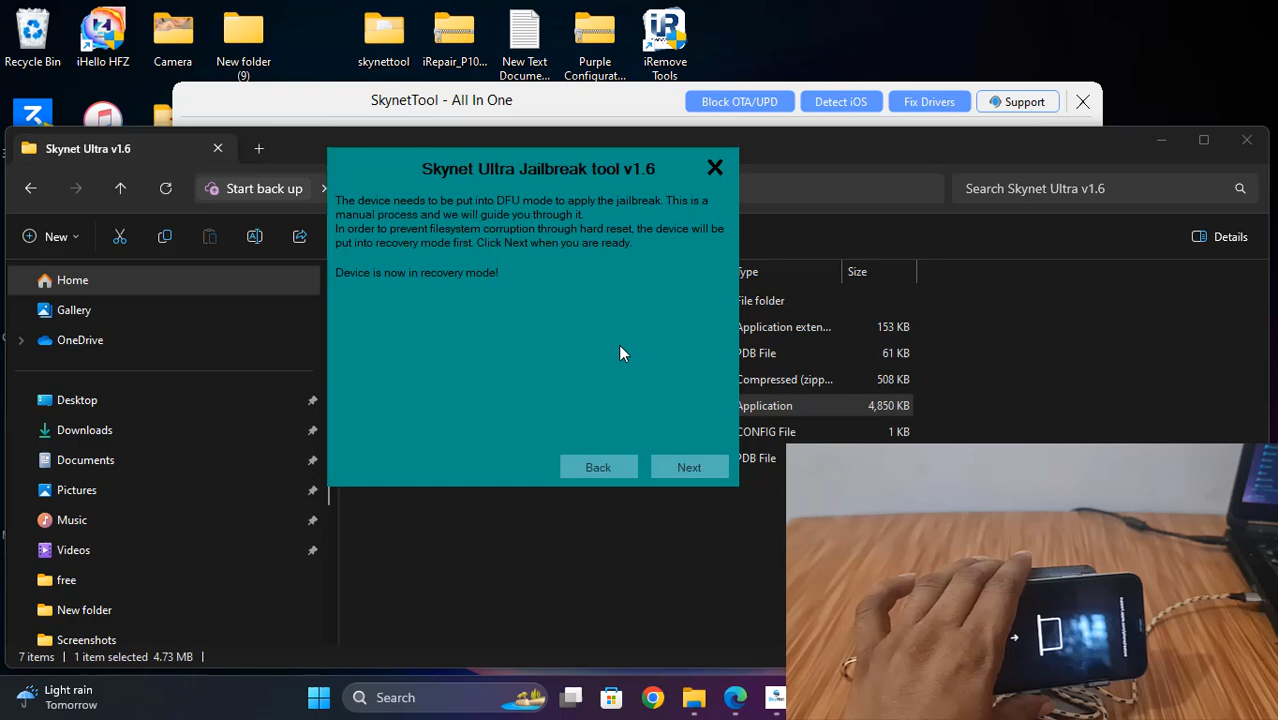 Recycle Bin
iHello HFZ
Camera
New folder
(9)
skynettool
iRepair_P10...
New Text
Docume...
Purple
Configurat...
iRemove
Tools
SkynetTool - All In One
Block OTA/UPD
Detect iOS
Fix Drivers
Support
Skynet Ultra v1.6
Start back up
Search Skynet Ultra v1.6
New
Details
Skynet Ultra Jailbreak tool v1.6
The device needs to be put into DFU mode to apply the jailbreak. This is a
manual process and we will guide you through it.
In order to prevent filesystem corruption through hard reset, the device will be
put into recovery mode first. Click Next when you are ready.
Device is now in recovery mode!
Back
Next
Home
Gallery
OneDrive
Desktop
Downloads
Documents
Pictures
Music
Videos
free
New folder
Screenshots
Type
Size
File folder
Application exten...
153 KB
PDB File
61 KB
Compressed (zipp...
508 KB
Application
4,850 KB
CONFIG File
1 KB
PDB File
7 items
1 item selected 4.73 MB
Light rain
Tomorrow
Search